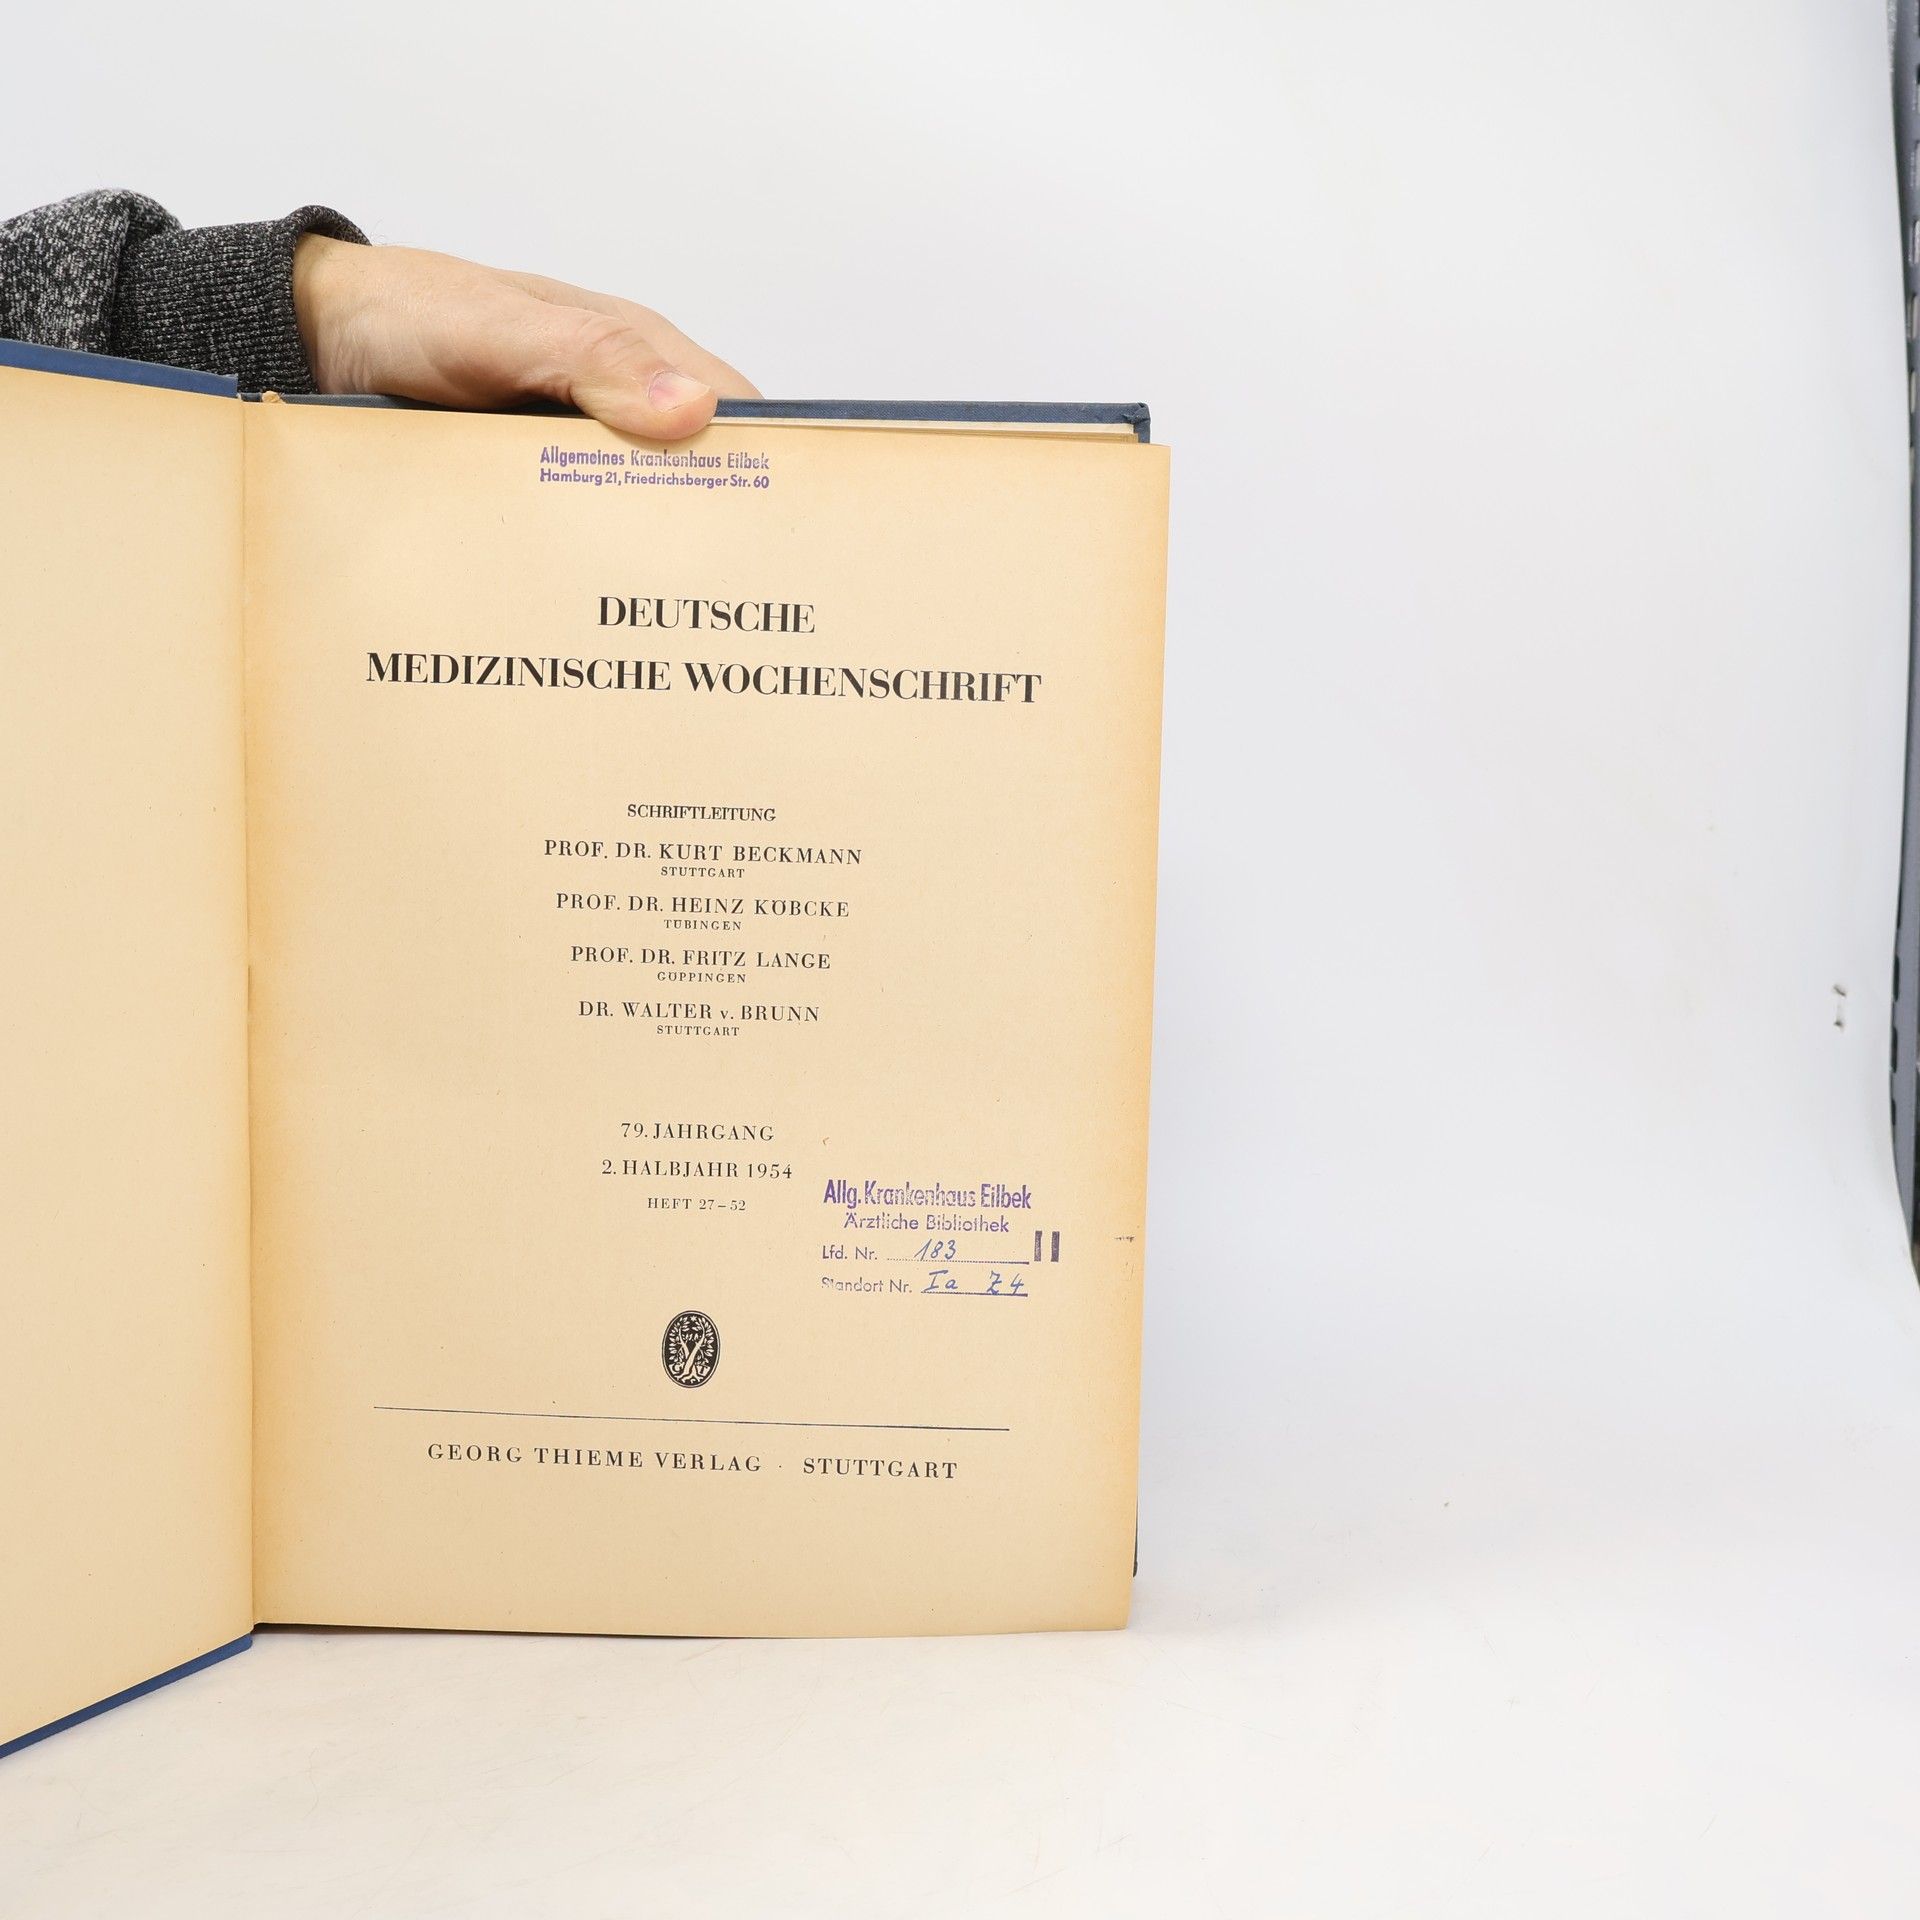 Allgemeines Krankenhaus Eilbek
Hamburg 21, Friedrichsberger Str. 60
DEUTSCHE
MEDIZINISCHE WOCHENSCHRIFT
SCHRIFTLEITUNG
PROF. DR. KURT BECKMANN
STUTTGART
PROF. DR. HEINZ KÖBCKE
TÜBINGEN
PROF. DR. FRITZ LANGE
GÖPPINGEN
DR. WALTER v. BRUNN
STUTTGART
79. JAHRGANG
2. HALBJAHR 1954
HEFT 27–52
Allg. Krankenhaus Eilbek
Ärztliche Bibliothek
Lfd. Nr. 183 II
Standort Nr. Ia Z4
GEORG THIEME VERLAG · STUTTGART